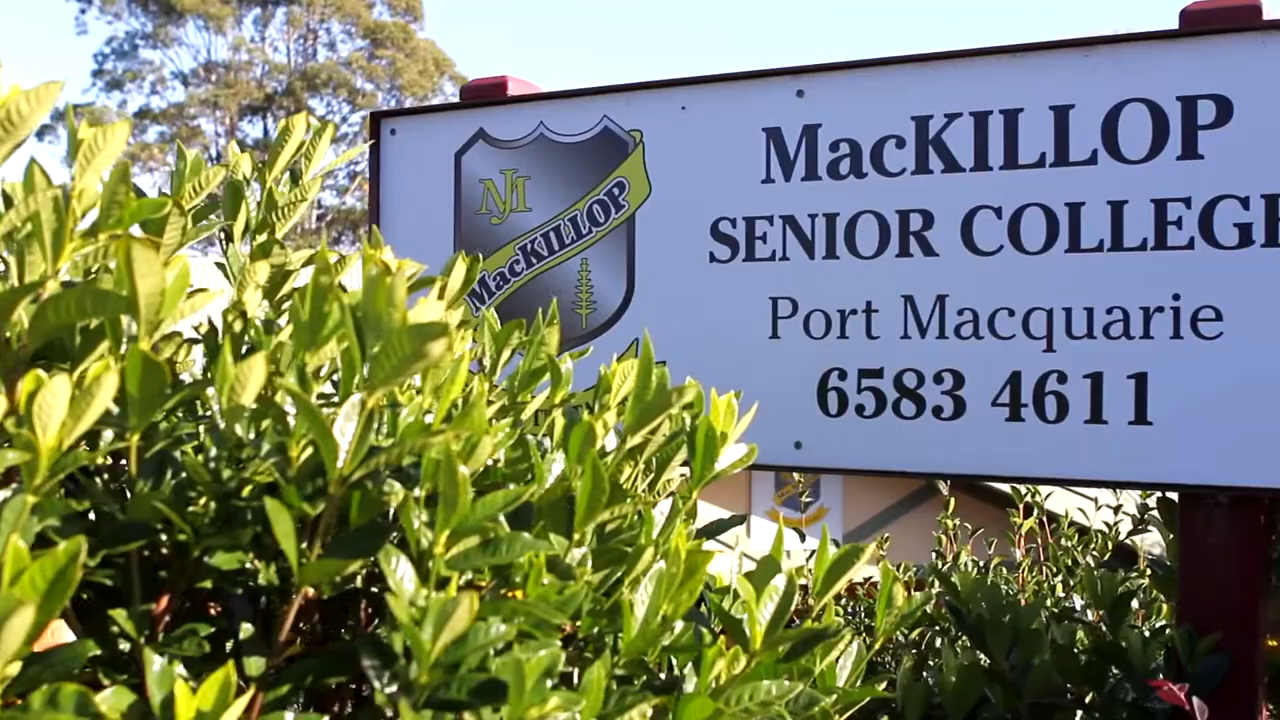 MJ
MacKILLOP
MacKILLOP
SENIOR COLLEGE
Port Macquarie
6583 4611